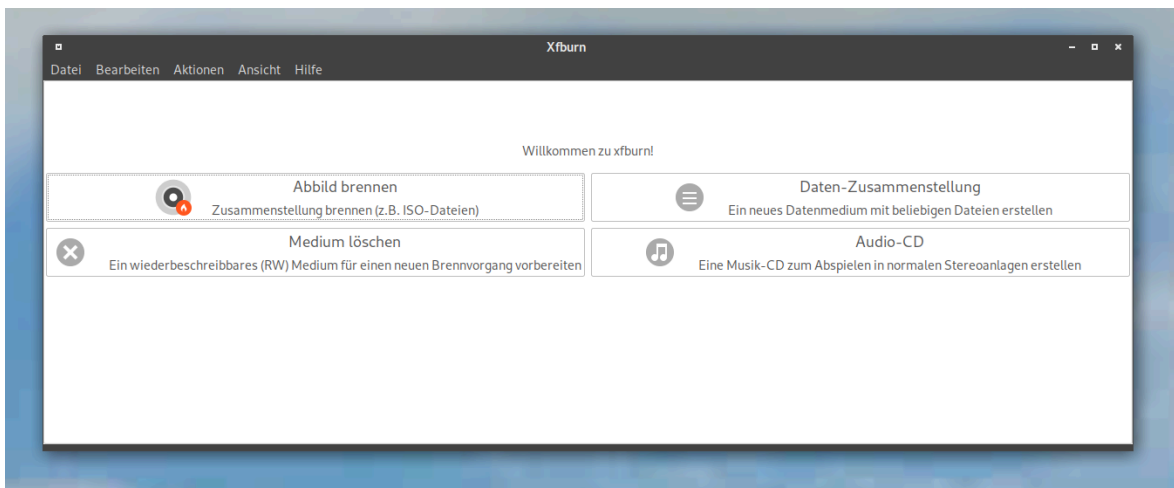 Xfburn
Datei Bearbeiten Aktionen Ansicht Hilfe
Willkommen zu xfburn!
Abbild brennen
Zusammenstellung brennen (z.B. ISO-Dateien)
Daten-Zusammenstellung
Ein neues Datenmedium mit beliebigen Dateien erstellen
Medium löschen
Ein wiederbeschreibbares (RW) Medium für einen neuen Brennvorgang vorbereiten
Audio-CD
Eine Musik-CD zum Abspielen in normalen Stereoanlagen erstellen